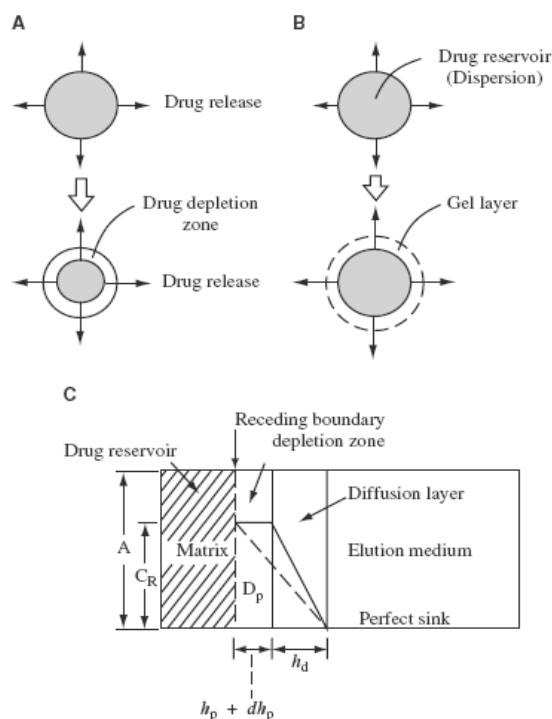 A
Drug release
Drug depletion
zone
Drug release
B
Drug reservoir
(Dispersion)
Gel layer
C
Receding boundary
depletion zone
Drug reservoir
Diffusion layer
A
Matrix
Elution medium
C_R
D_p
Perfect sink
h_d
h_p + dh_p